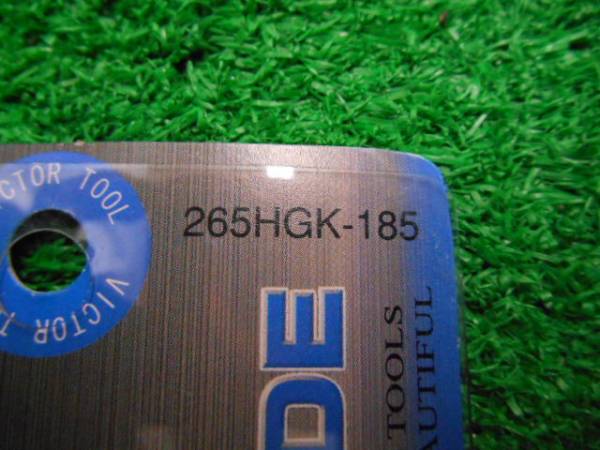 VICTOR TOOL
VICTOR T
265HGK-185
DE
TOOLS
AUTIFUL